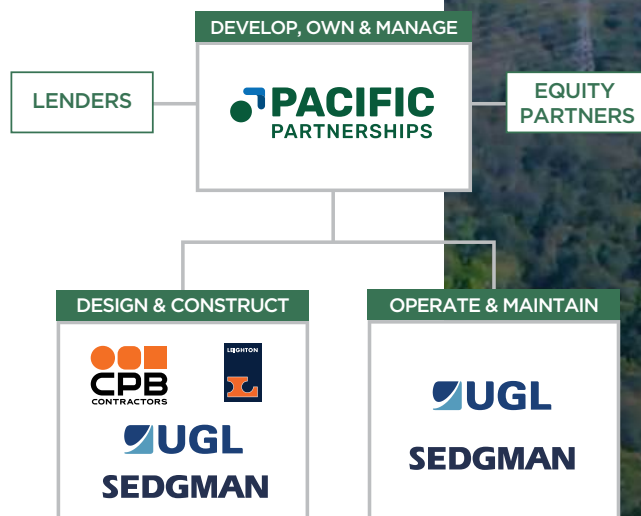 DEVELOP, OWN & MANAGE
LENDERS
PACIFIC
PARTNERSHIPS
EQUITY
PARTNERS
DESIGN & CONSTRUCT
CPB
CONTRACTORS
LEIGHTON
L
UGL
SEDGMAN
OPERATE & MAINTAIN
UGL
SEDGMAN